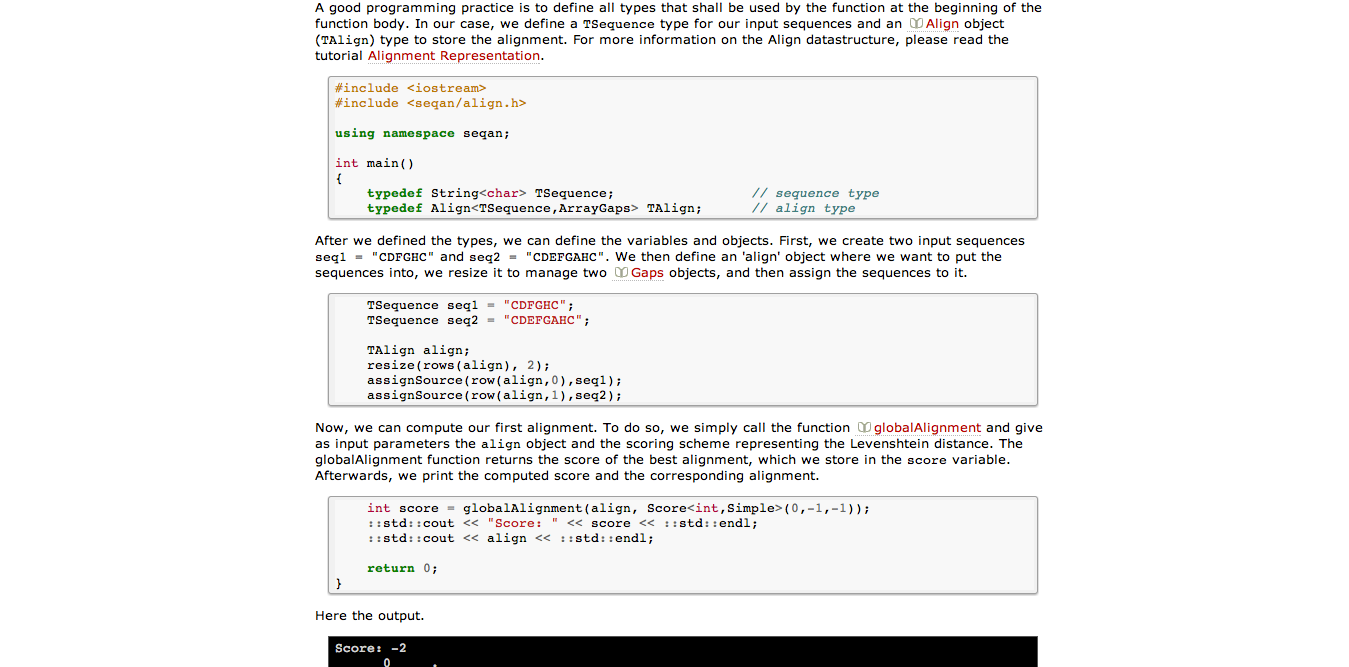 A good programming practice is to define all types that shall be used by the function at the beginning of the
function body. In our case, we define a TSequence type for our input sequences and an Align object
(TAlign) type to store the alignment. For more information on the Align datastructure, please read the
tutorial Alignment Representation.
#include <iostream>
#include <seqan/align.h>
using namespace seqan;
int main()
{
typedef String<char> TSequence; // sequence type
typedef Align<TSequence,ArrayGaps> TAlign; // align type
After we defined the types, we can define the variables and objects. First, we create two input sequences
seq1 = "CDFGHC" and seq2 = "CDEFGAHC". We then define an 'align' object where we want to put the
sequences into, we resize it to manage two Gaps objects, and then assign the sequences to it.
TSequence seq1 = "CDFGHC";
TSequence seq2 = "CDEFGAHC";
TAlign align;
resize(rows(align), 2);
assignSource(row(align,0),seq1);
assignSource(row(align,1),seq2);
Now, we can compute our first alignment. To do so, we simply call the function globalAlignment and give
as input parameters the align object and the scoring scheme representing the Levenshtein distance. The
globalAlignment function returns the score of the best alignment, which we store in the score variable.
Afterwards, we print the computed score and the corresponding alignment.
int score = globalAlignment(align, Score<int,Simple>(0,-1,-1));
::std::cout << "Score: " << score << ::std::endl;
::std::cout << align << ::std::endl;
return 0;
}
Here the output.
Score: -2
0 .